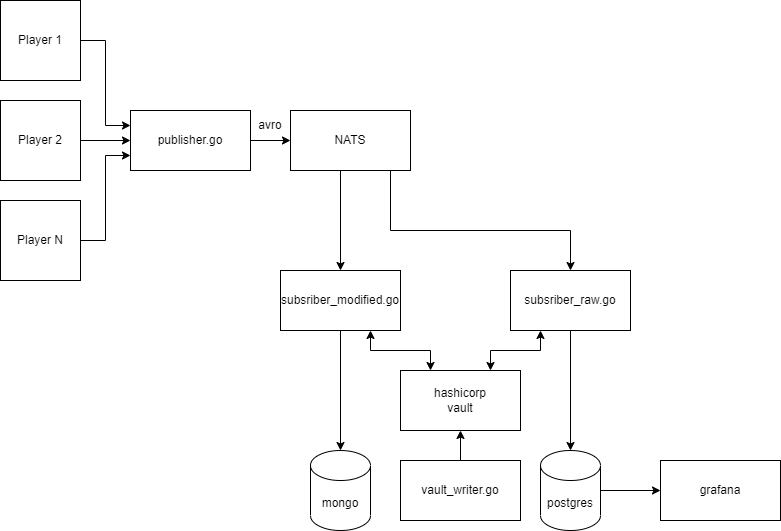 Player 1
Player 2
Player N
publisher.go
avro
NATS
subsriber_modified.go
subsriber_raw.go
hashicorp
vault
mongo
vault_writer.go
postgres
grafana